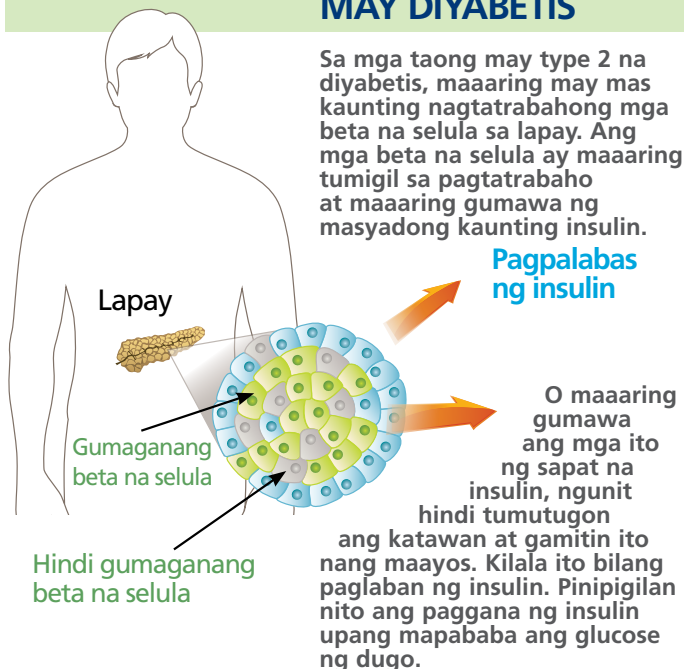 MAY DIYABETIS
Sa mga taong may type 2 na
diyabetis, maaaring may mas
kaunting nagtatrabahong mga
beta na selula sa lapay. Ang
mga beta na selula ay maaaring
tumigil sa pagtatrabaho
at maaaring gumawa ng
masyadong kaunting insulin.
Pagpalabas
ng insulin
Lapay
Gumaganang
beta na selula
Hindi gumaganang
beta na selula
O maaaring
gumawa
ang mga ito
ng sapat na
insulin, ngunit
hindi tumutugon
ang katawan at gamitin ito
nang maayos. Kilala ito bilang
paglaban ng insulin. Pinipigilan
nito ang paggana ng insulin
upang mapababa ang glucose
ng dugo.